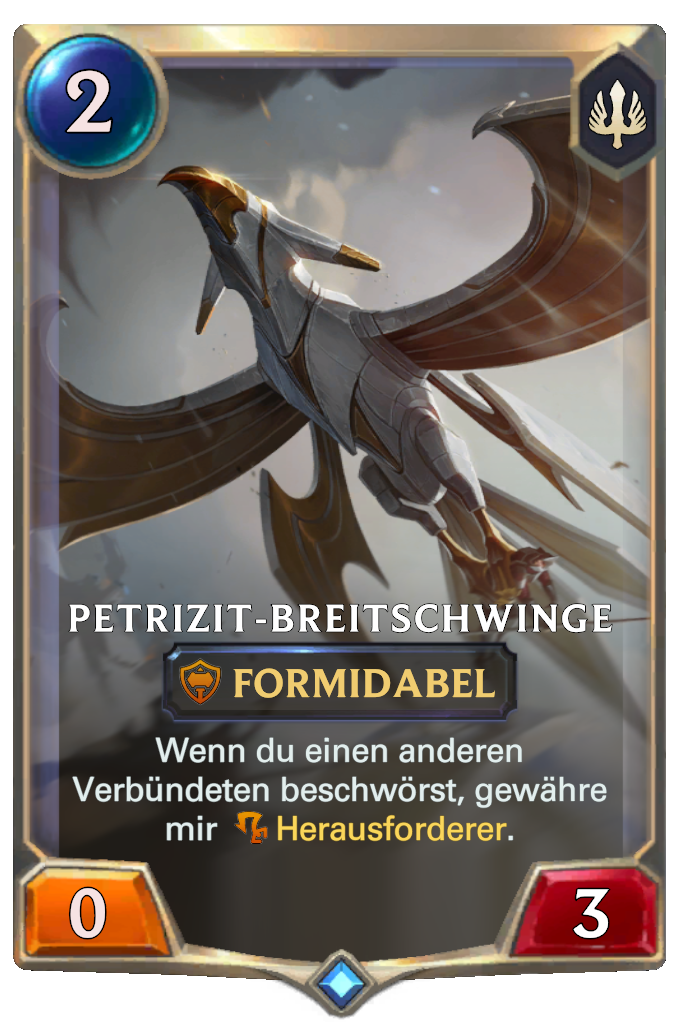 2
PETRIZIT-BREITSCHWINGE
FORMIDABEL
Wenn du einen anderen
Verbündeten beschwörst, gewähre
mir Herausforderer.
0
3